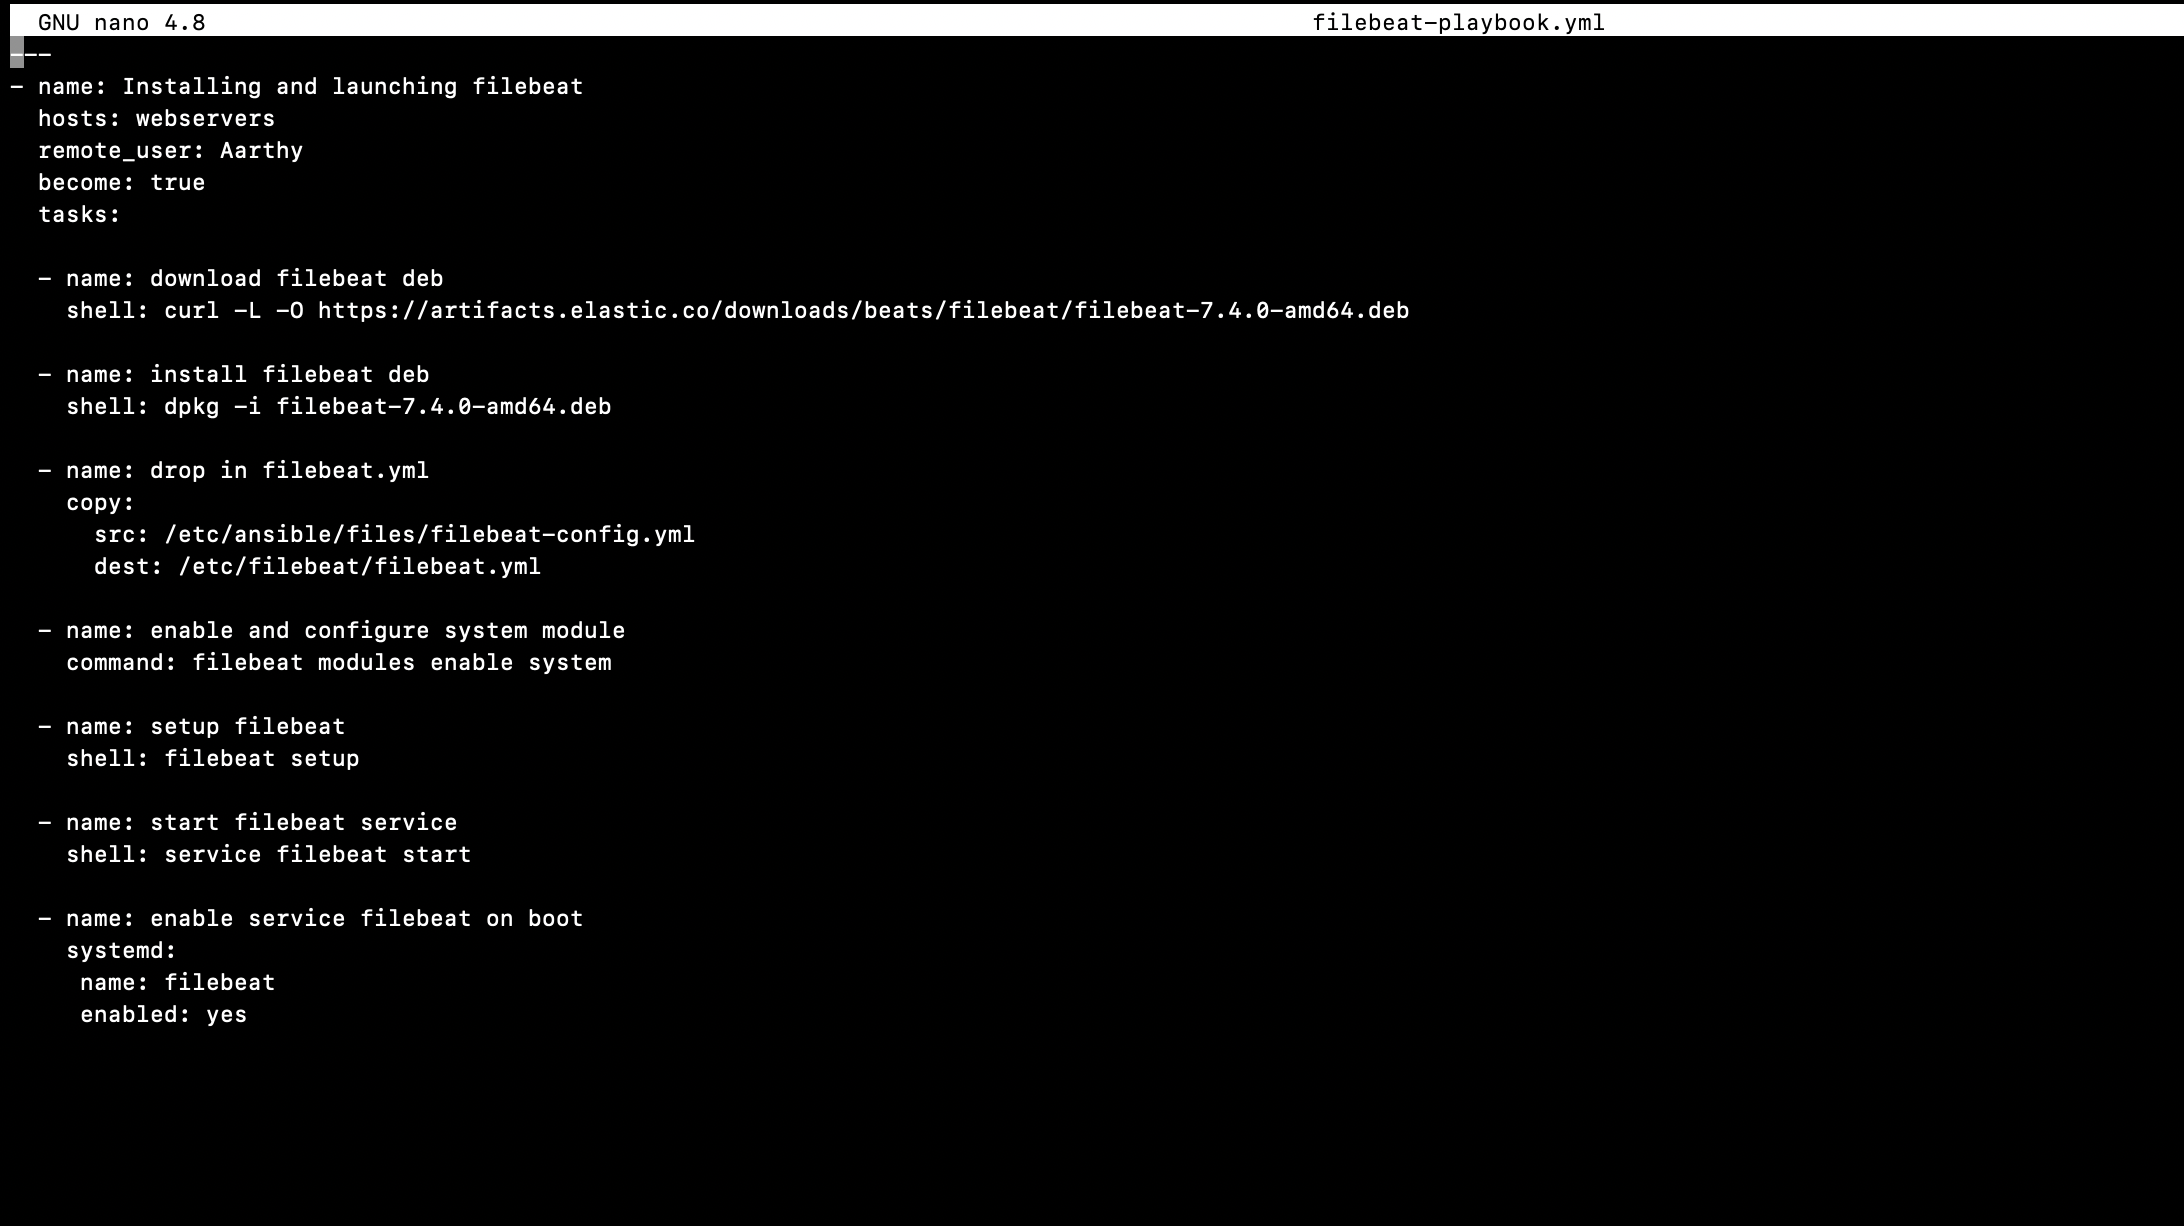 GNU nano 4.8 filebeat-playbook.yml
---
- name: Installing and launching filebeat
  hosts: webservers
  remote_user: Aarthy
  become: true
  tasks:

  - name: download filebeat deb
    shell: curl -L -O https://artifacts.elastic.co/downloads/beats/filebeat/filebeat-7.4.0-amd64.deb

  - name: install filebeat deb
    shell: dpkg -i filebeat-7.4.0-amd64.deb

  - name: drop in filebeat.yml
    copy:
      src: /etc/ansible/files/filebeat-config.yml
      dest: /etc/filebeat/filebeat.yml

  - name: enable and configure system module
    command: filebeat modules enable system

  - name: setup filebeat
    shell: filebeat setup

  - name: start filebeat service
    shell: service filebeat start

  - name: enable service filebeat on boot
    systemd:
     name: filebeat
     enabled: yes